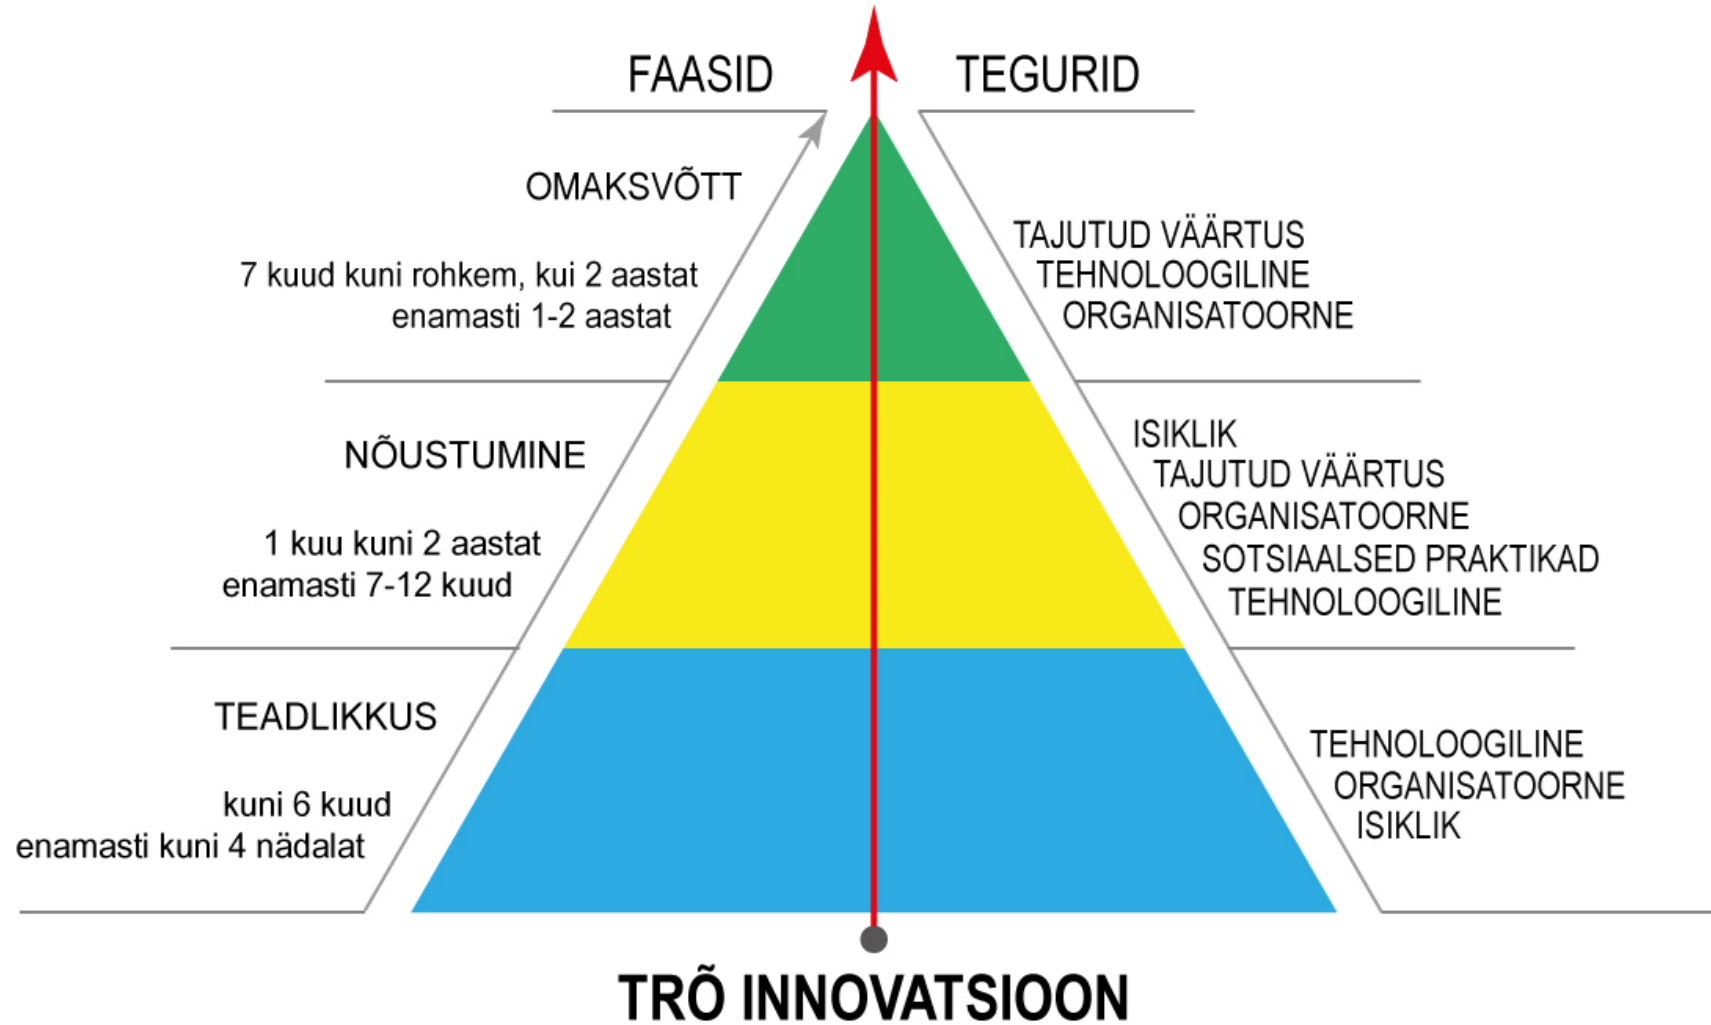 FAASID
TEGURID
OMAKSVÕTT
7 kuud kuni rohkem, kui 2 aastat
enamasti 1-2 aastat
TAJUTUD VÄÄRTUS
TEHNOLOOGILINE
ORGANISATOORNE
NÕUSTUMINE
1 kuu kuni 2 aastat
enamasti 7-12 kuud
ISIKLIK
TAJUTUD VÄÄRTUS
ORGANISATOORNE
SOTSIAALSED PRAKTIKAD
TEHNOLOOGILINE
TEADLIKKUS
kuni 6 kuud
enamasti kuni 4 nädalat
TEHNOLOOGILINE
ORGANISATOORNE
ISIKLIK
TRÕ INNOVATSIOON